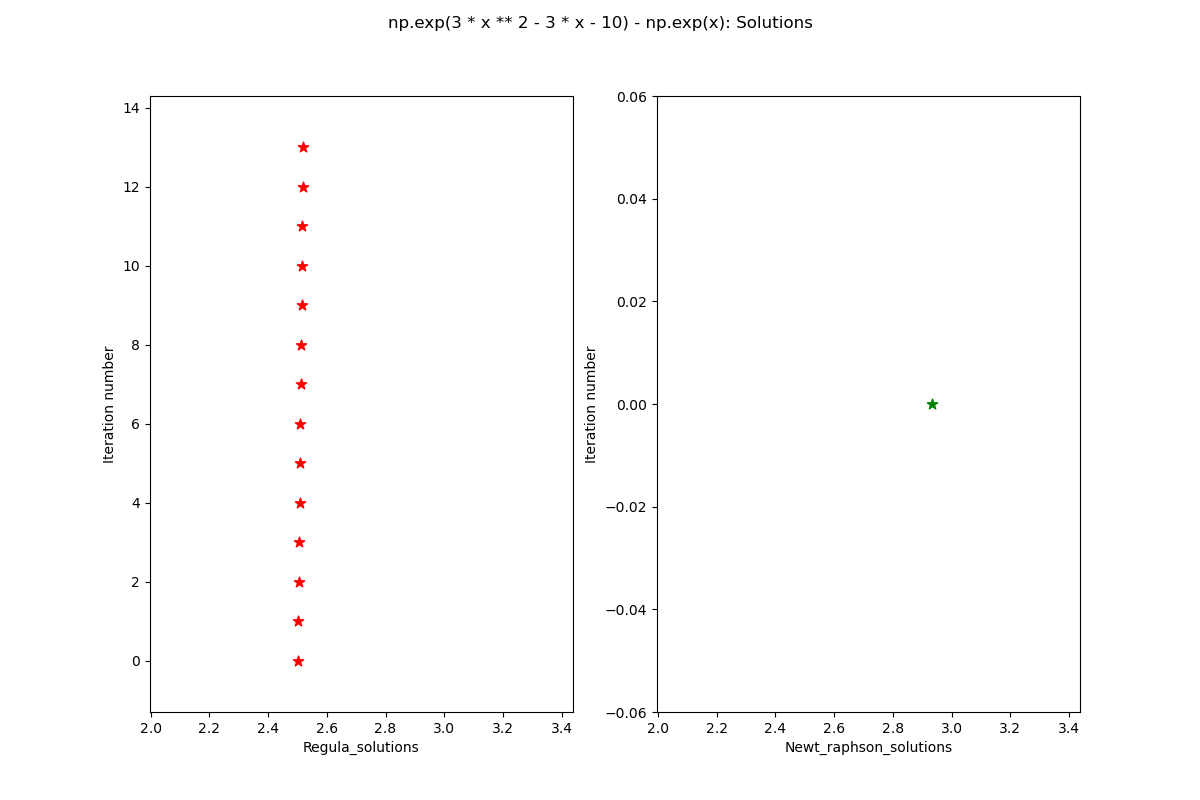 np.exp(3 * x ** 2 - 3 * x - 10) - np.exp(x): Solutions
14
12
10
8
6
4
2
0
Iteration number
2.0 2.2 2.4 2.6 2.8 3.0 3.2 3.4
Regula_solutions
0.06
0.04
0.02
0.00
−0.02
−0.04
−0.06
Iteration number
2.0 2.2 2.4 2.6 2.8 3.0 3.2 3.4
Newt_raphson_solutions